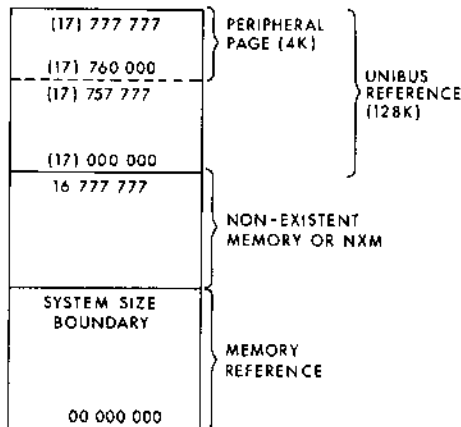 (17) 777 777
(17) 760 000
(17) 757 777
(17) 000 000
16 777 777
SYSTEM SIZE
BOUNDARY
00 000 000
PERIPHERAL
PAGE (4K)
UNIBUS
REFERENCE
(128K)
NON-EXISTENT
MEMORY OR NXM
MEMORY
REFERENCE